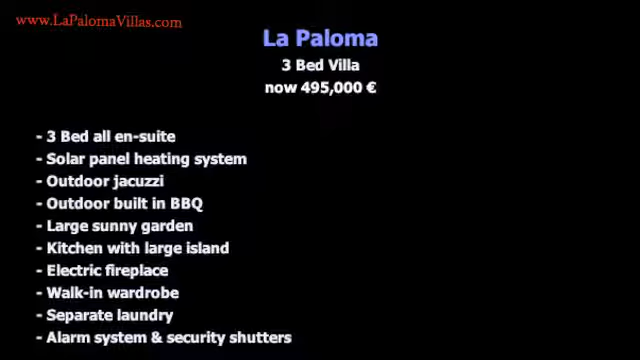 www.LaPalomaVillas.com
La Paloma
3 Bed Villa
now 495,000 €
- 3 Bed all en-suite
- Solar panel heating system
- Outdoor jacuzzi
- Outdoor built in BBQ
- Large sunny garden
- Kitchen with large island
- Electric fireplace
- Walk-in wardrobe
- Separate laundry
- Alarm system & security shutters